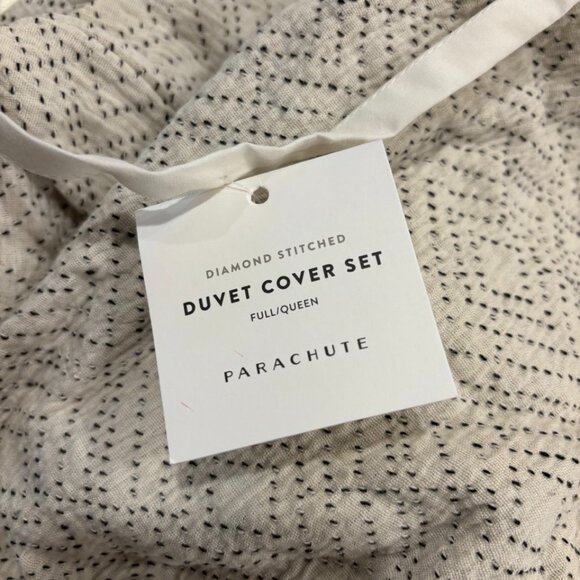 DIAMOND STITCHED
DUVET COVER SET
FULL/QUEEN
PARACHUTE